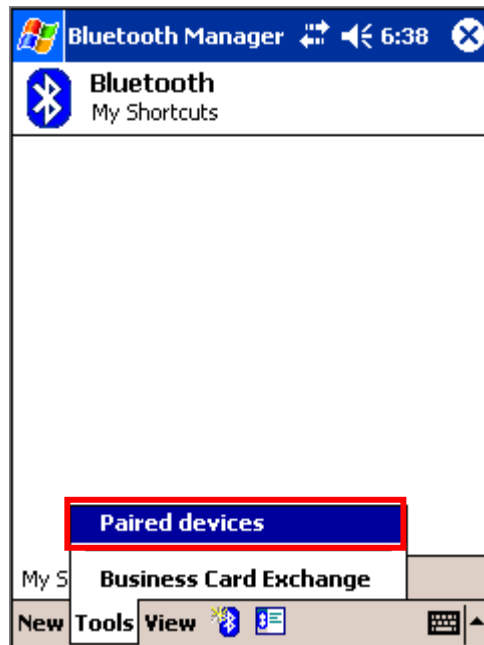 Bluetooth Manager 6:38
Bluetooth
My Shortcuts
Paired devices
My S
Business Card Exchange
New Tools View